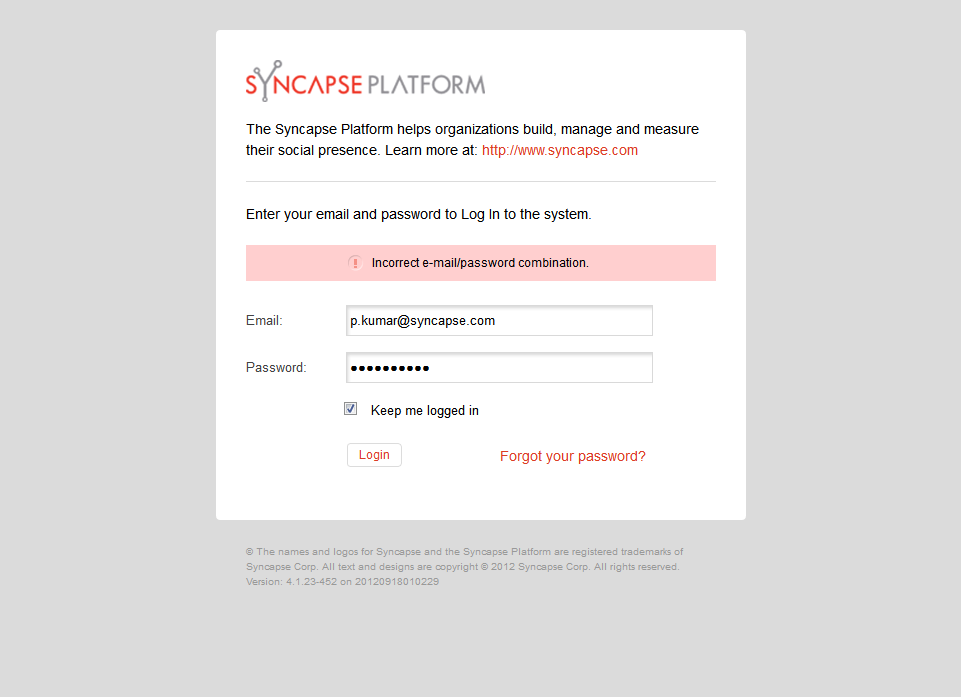 SYNCAPSE PLATFORM
The Syncapse Platform helps organizations build, manage and measure
their social presence. Learn more at: http://www.syncapse.com
Enter your email and password to Log In to the system.
Incorrect e-mail/password combination.
Email: p.kumar@syncapse.com
Password: ••••••••••
Keep me logged in
Login Forgot your password?
© The names and logos for Syncapse and the Syncapse Platform are registered trademarks of
Syncapse Corp. All text and designs are copyright © 2012 Syncapse Corp. All rights reserved.
Version: 4.1.23-452 on 20120918010229